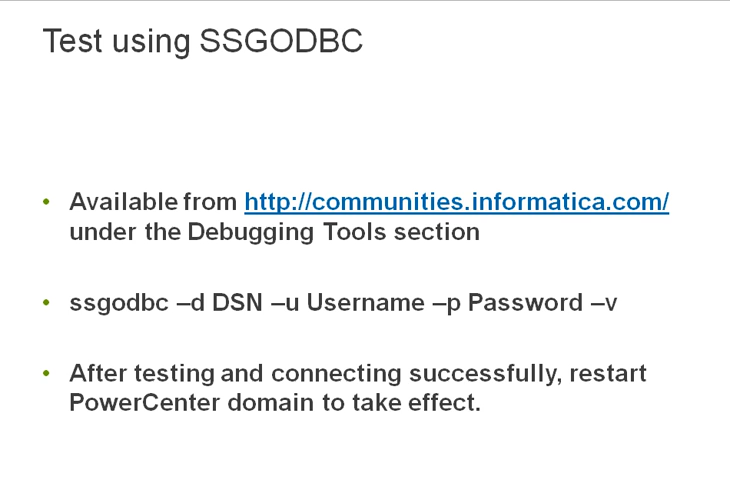 Test using SSGODBC
• Available from http://communities.informatica.com/
under the Debugging Tools section
• ssgodbc –d DSN –u Username –p Password –v
• After testing and connecting successfully, restart
PowerCenter domain to take effect.